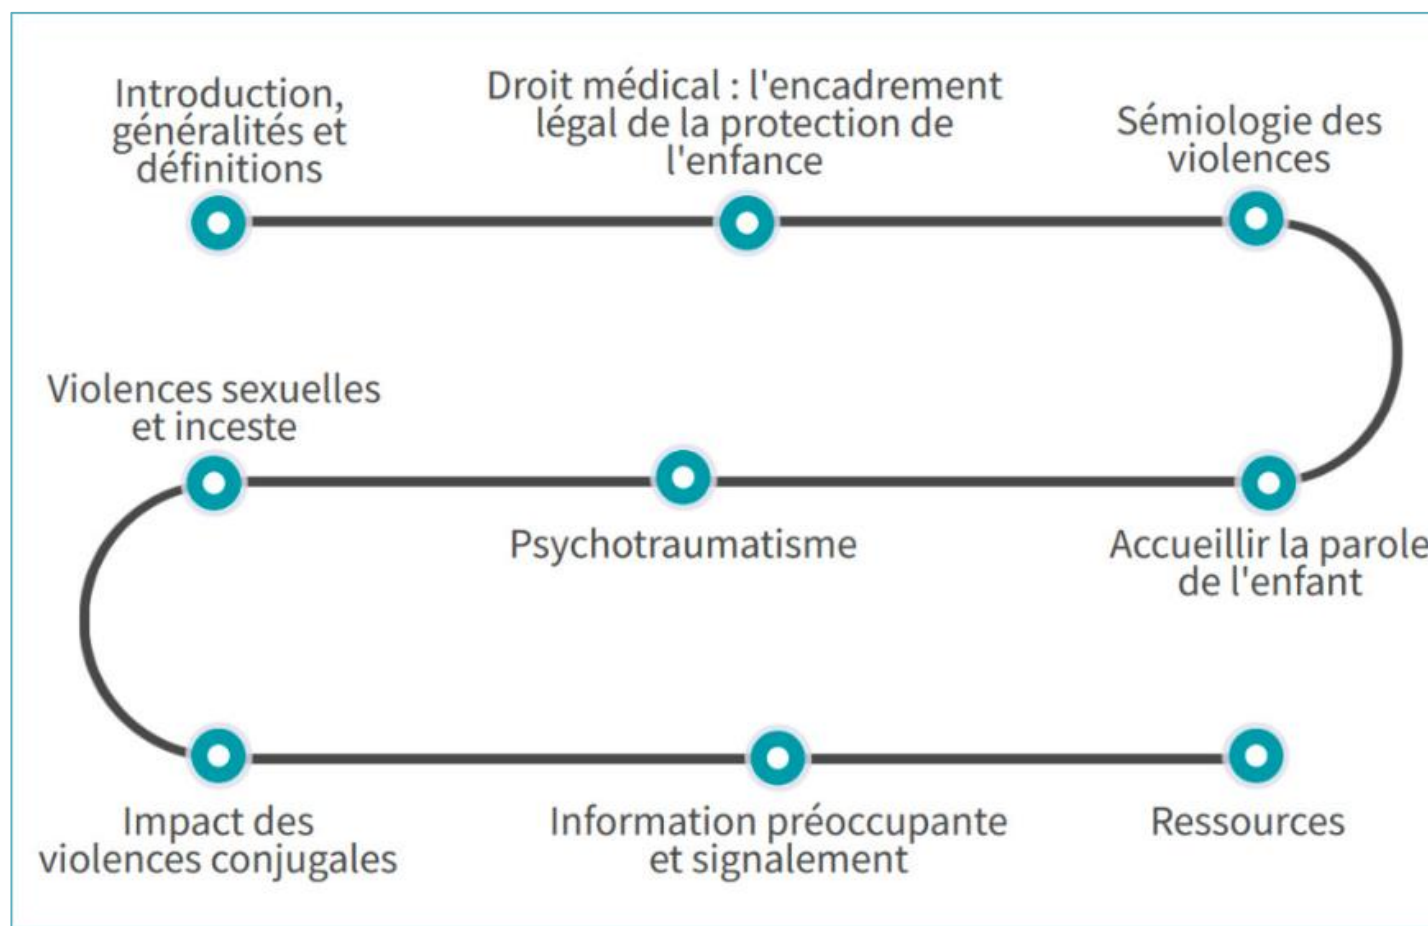 Introduction,
généralités et
définitions
Droit médical : l'encadrement
légal de la protection de
l'enfance
Sémiologie des
violences
Accueillir la parole
de l'enfant
Psychotraumatisme
Violences sexuelles
et inceste
Impact des
violences conjugales
Information préoccupante
et signalement
Ressources